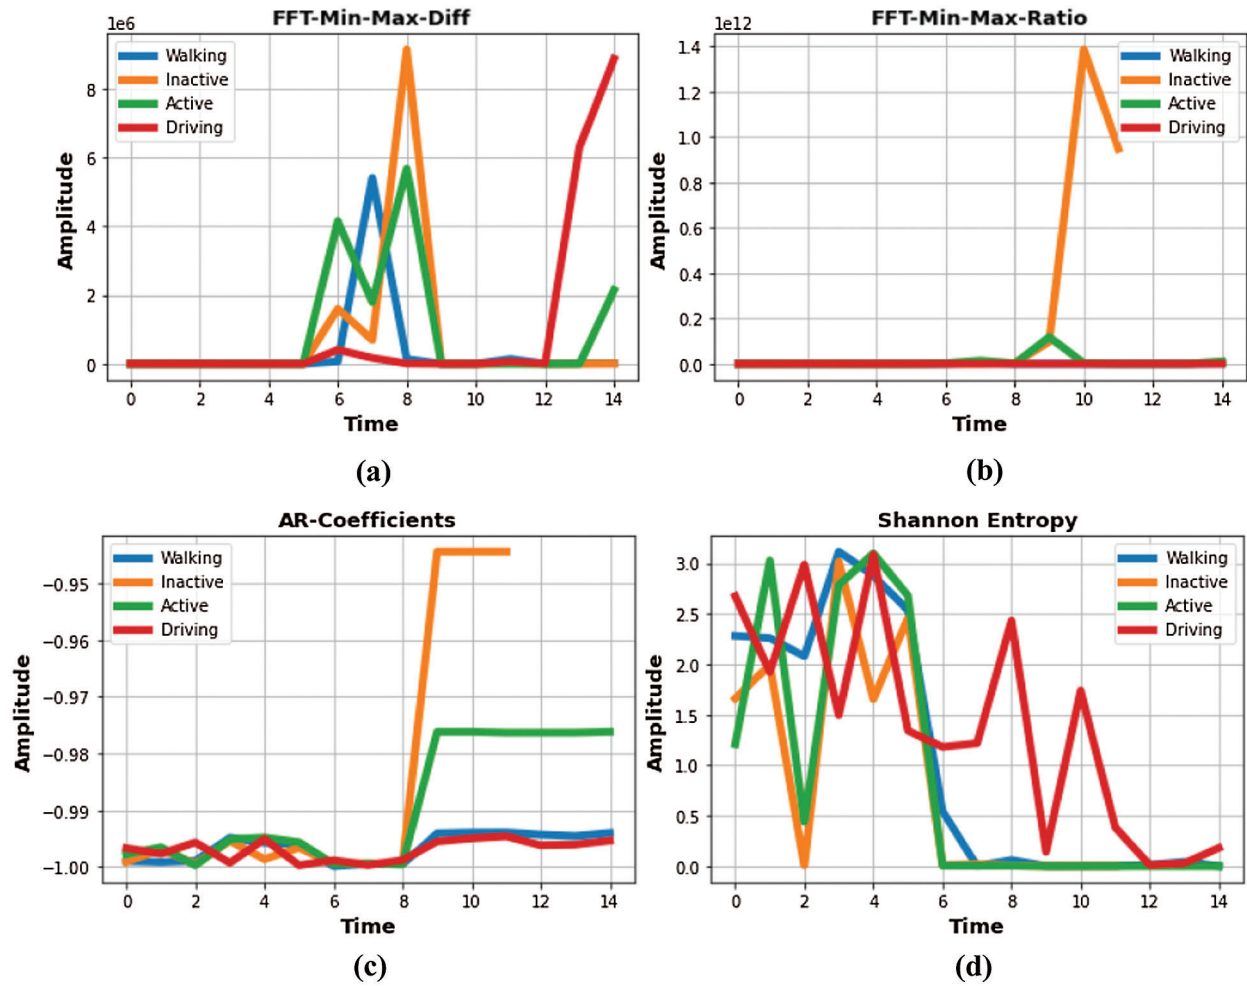 FFT-Min-Max-Diff
1e6
Walking
Inactive
Active
Driving
8
6
4
2
0
Amplitude
0 2 4 6 8 10 12 14
Time
(a)
FFT-Min-Max-Ratio
1e12
Walking
Inactive
Active
Driving
1.4
1.2
1.0
0.8
0.6
0.4
0.2
0.0
Amplitude
0 2 4 6 8 10 12 14
Time
(b)
AR-Coefficients
Walking
Inactive
Active
Driving
−0.95
−0.96
−0.97
−0.98
−0.99
−1.00
Amplitude
0 2 4 6 8 10 12 14
Time
(c)
Shannon Entropy
Walking
Inactive
Active
Driving
3.0
2.5
2.0
1.5
1.0
0.5
0.0
Amplitude
0 2 4 6 8 10 12 14
Time
(d)